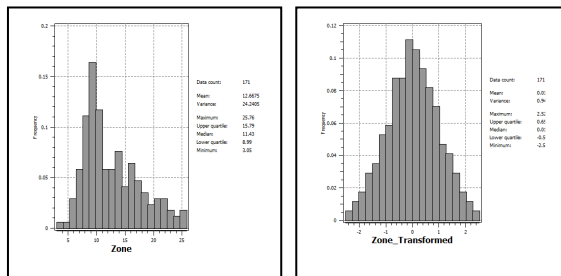 0.2
0.15
0.1
0.05
0
Frequency
5 10 15 20 25
Zone
Data count: 171
Mean: 12.6675
Variance: 24.2405
Maximum: 25.76
Upper quartile: 15.79
Median: 11.43
Lower quartile: 8.99
Minimum: 3.05
0.12
0.1
0.08
0.06
0.04
0.02
0
Frequency
-2 -1 0 1 2
Zone_Transformed
Data count: 171
Mean:
Variance:
Maximum:
Upper quartile:
Median:
Lower quartile:
Minimum: